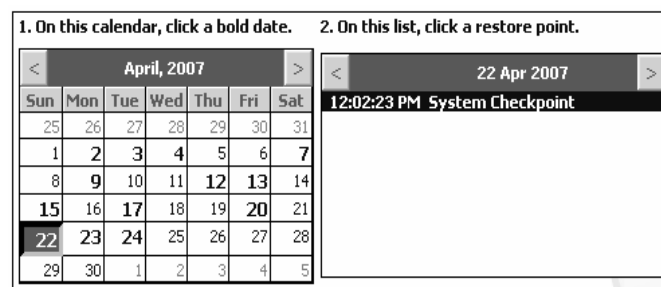 1. On this calendar, click a bold date.
< April, 2007 >
Sun Mon Tue Wed Thu Fri Sat
25 26 27 28 29 30 31
1 2 3 4 5 6 7
8 9 10 11 12 13 14
15 16 17 18 19 20 21
22 23 24 25 26 27 28
29 30 1 2 3 4 5
2. On this list, click a restore point.
< 22 Apr 2007 >
12:02:23 PM System Checkpoint